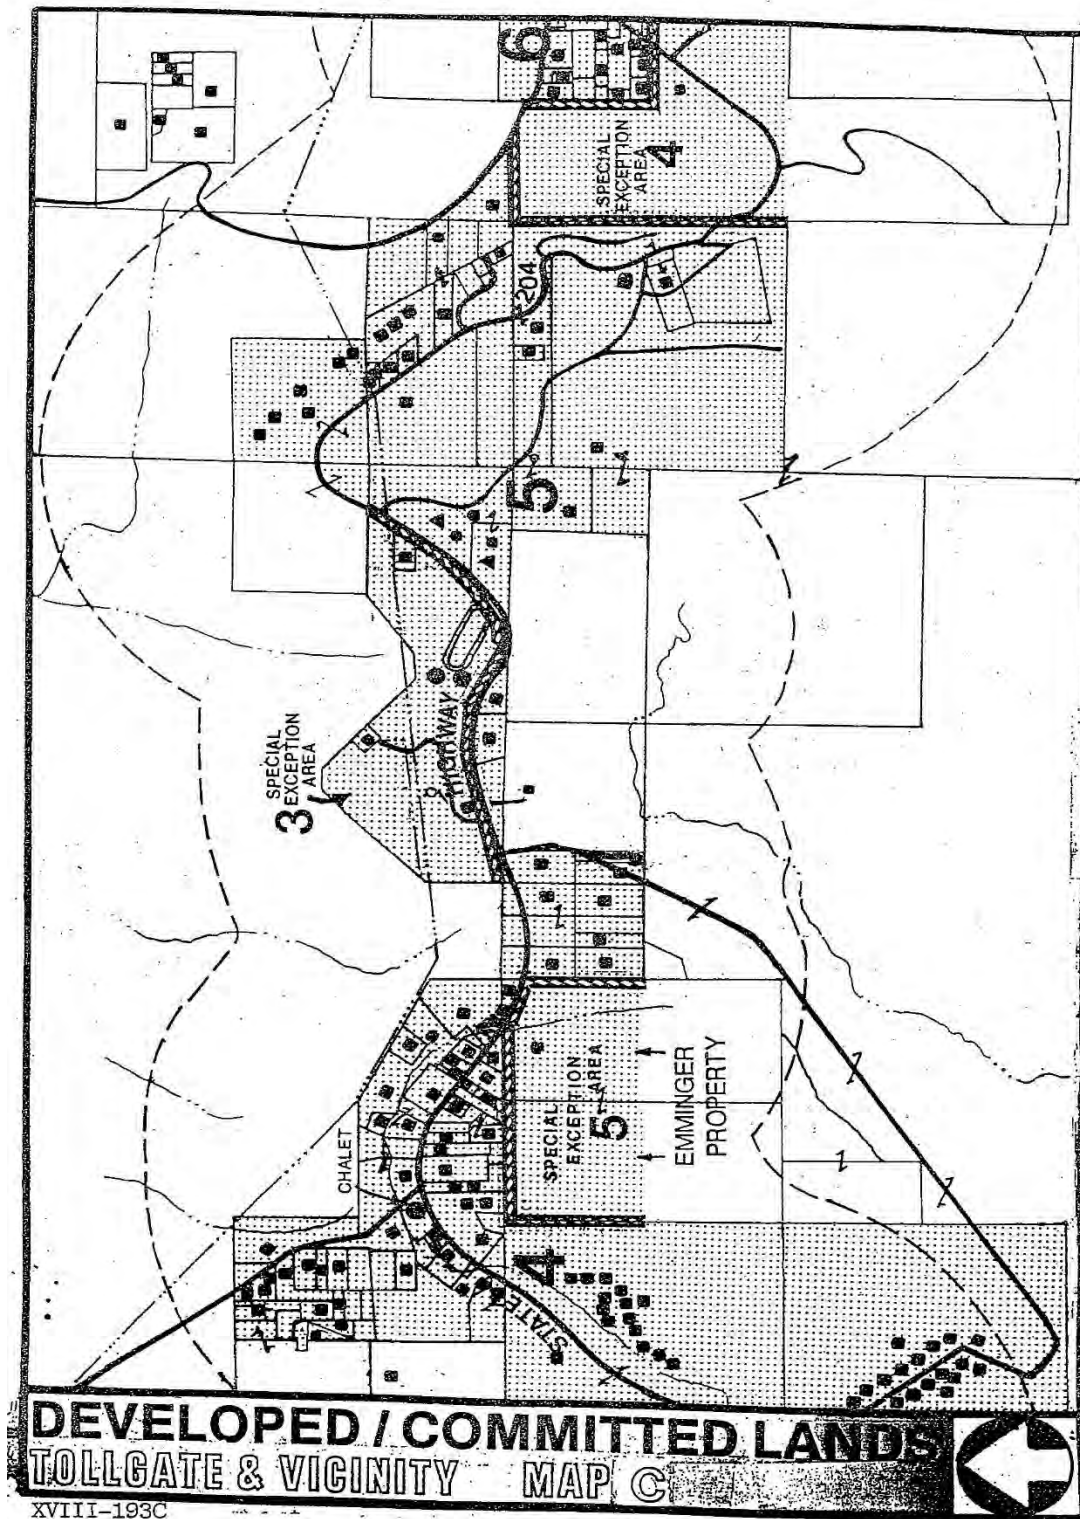 6
SPECIAL
EXCEPTION
AREA
4
204
5
SPECIAL
EXCEPTION
AREA
3
HIGHWAY
SPECIAL
EXCEPTION
AREA
5
EMMINGER
PROPERTY
CHALET
4
STATE
DEVELOPED / COMMITTED LANDS
TOLLGATE & VICINITY MAP C
XVIII-193C